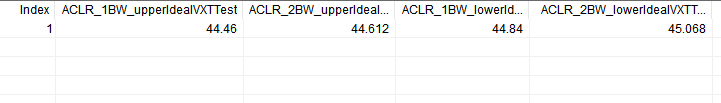 Index ACLR_1BW_upperIdealVXTTest ACLR_2BW_upperIdeal... ACLR_1BW_lowerId... ACLR_2BW_lowerIdealVXTT...
1 44.46 44.612 44.84 45.068